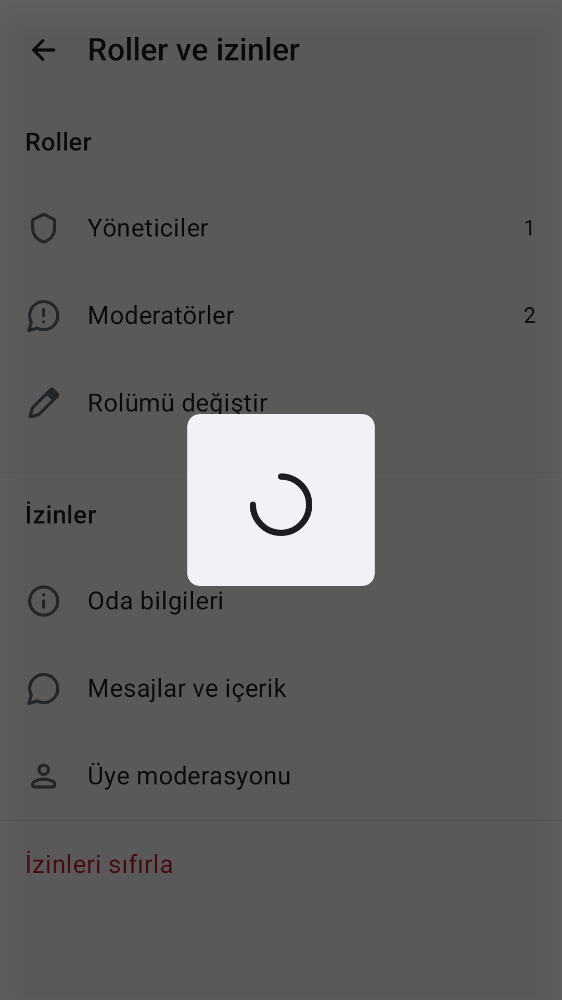 Roller ve izinler
Roller
Yöneticiler 1
Moderatörler 2
Rolümü değiştir
İzinler
Oda bilgileri
Mesajlar ve içerik
Üye moderasyonu
İzinleri sıfırla